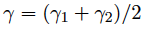 γ = (γ₁ + γ₂)/2